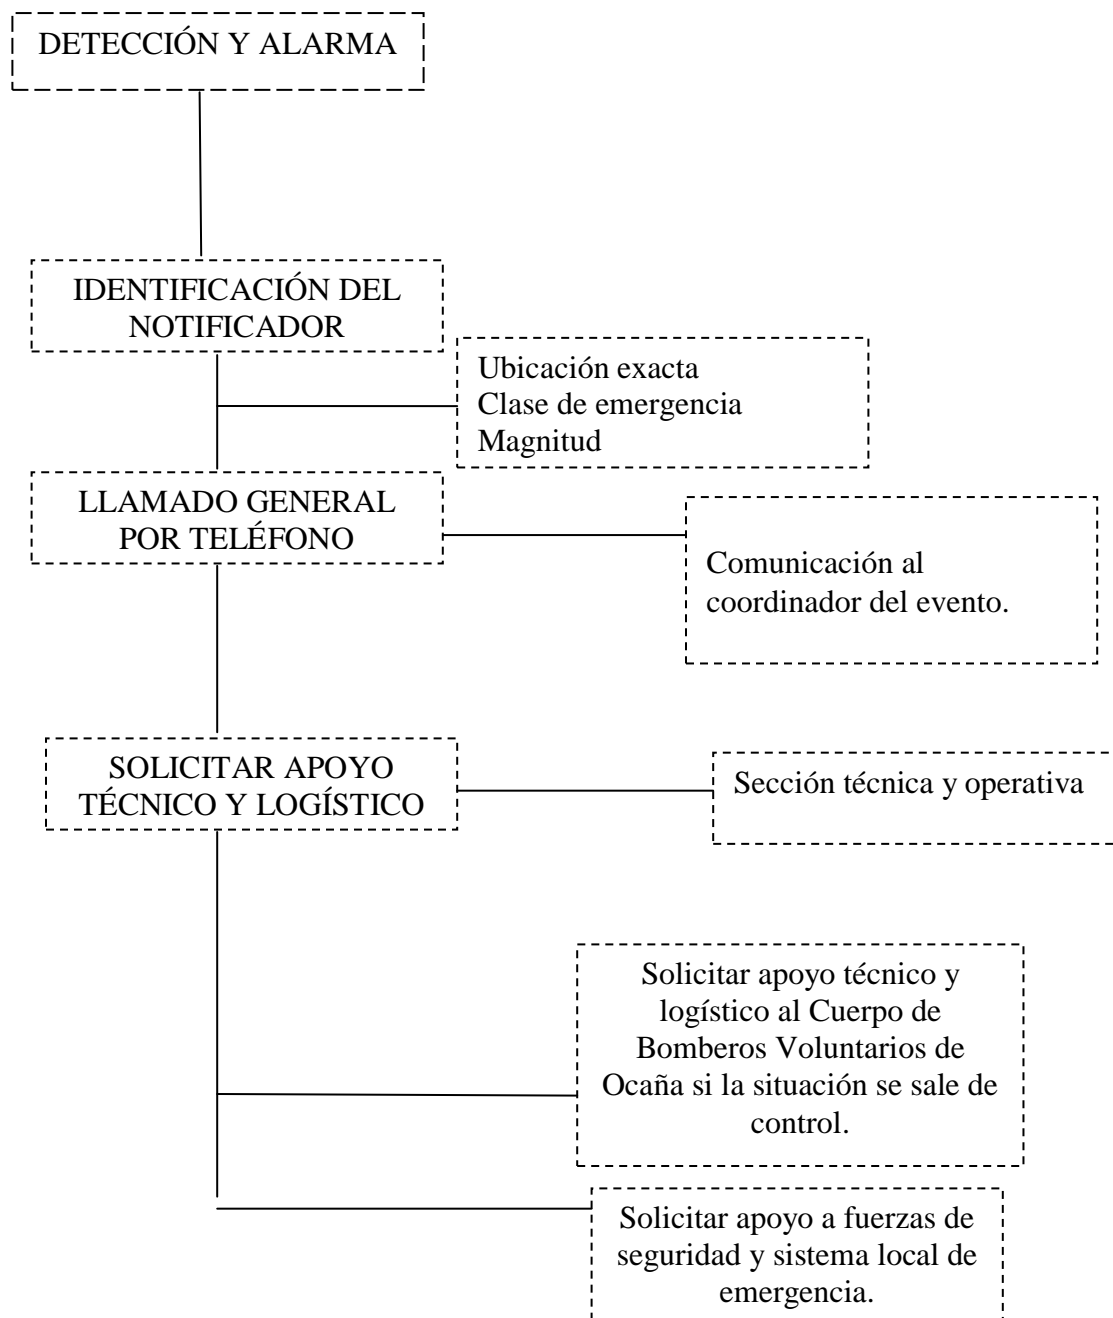 DETECCIÓN Y ALARMA
IDENTIFICACIÓN DEL
NOTIFICADOR
Ubicación exacta
Clase de emergencia
Magnitud
LLAMADO GENERAL
POR TELÉFONO
Comunicación al
coordinador del evento.
SOLICITAR APOYO
TÉCNICO Y LOGÍSTICO
Sección técnica y operativa
Solicitar apoyo técnico y
logístico al Cuerpo de
Bomberos Voluntarios de
Ocaña si la situación se sale de
control.
Solicitar apoyo a fuerzas de
seguridad y sistema local de
emergencia.